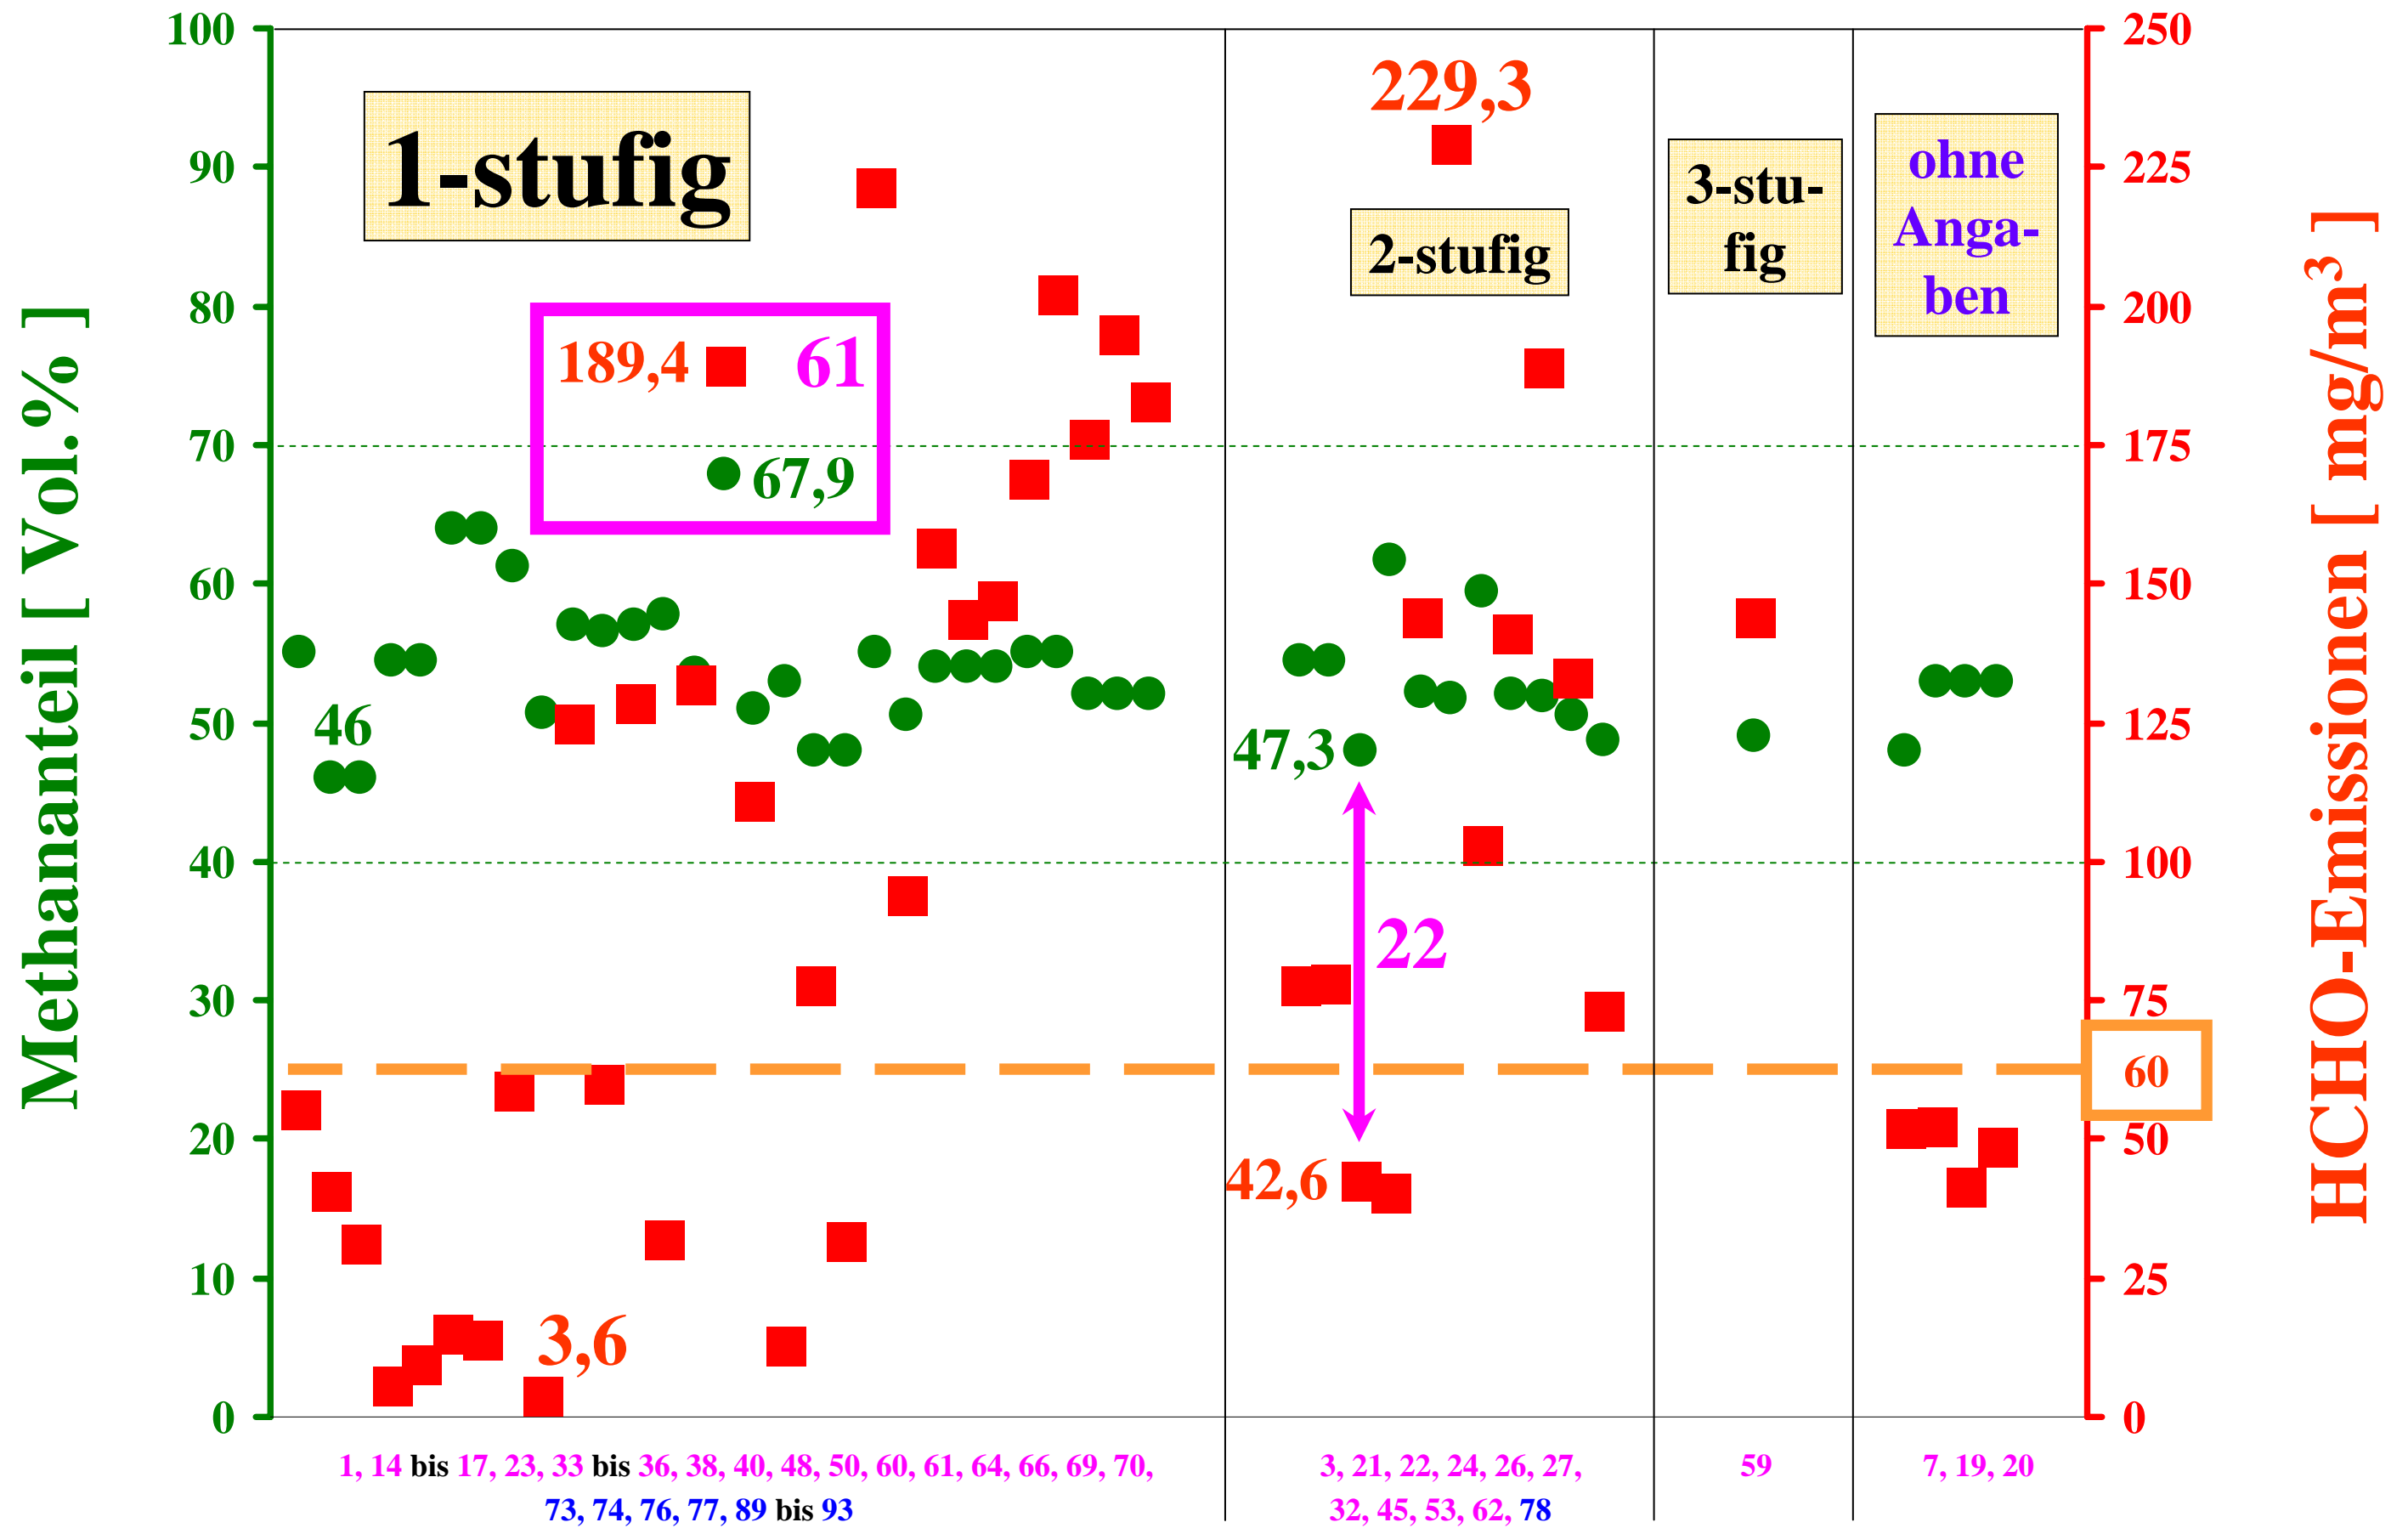 Methananteil [ Vol.% ]
100
90
80
70
60
50
40
30
20
10
0
1-stufig
189,4
61
67,9
46
3,6
229,3
2-stufig
47,3
22
42,6
3-stu-
fig
ohne
Anga-
ben
250
225
200
175
150
125
100
75
60
50
25
0
HCHO-Emissionen [ mg/m³ ]
1, 14 bis 17, 23, 33 bis 36, 38, 40, 48, 50, 60, 61, 64, 66, 69, 70,
73, 74, 76, 77, 89 bis 93
3, 21, 22, 24, 26, 27,
32, 45, 53, 62, 78
59
7, 19, 20